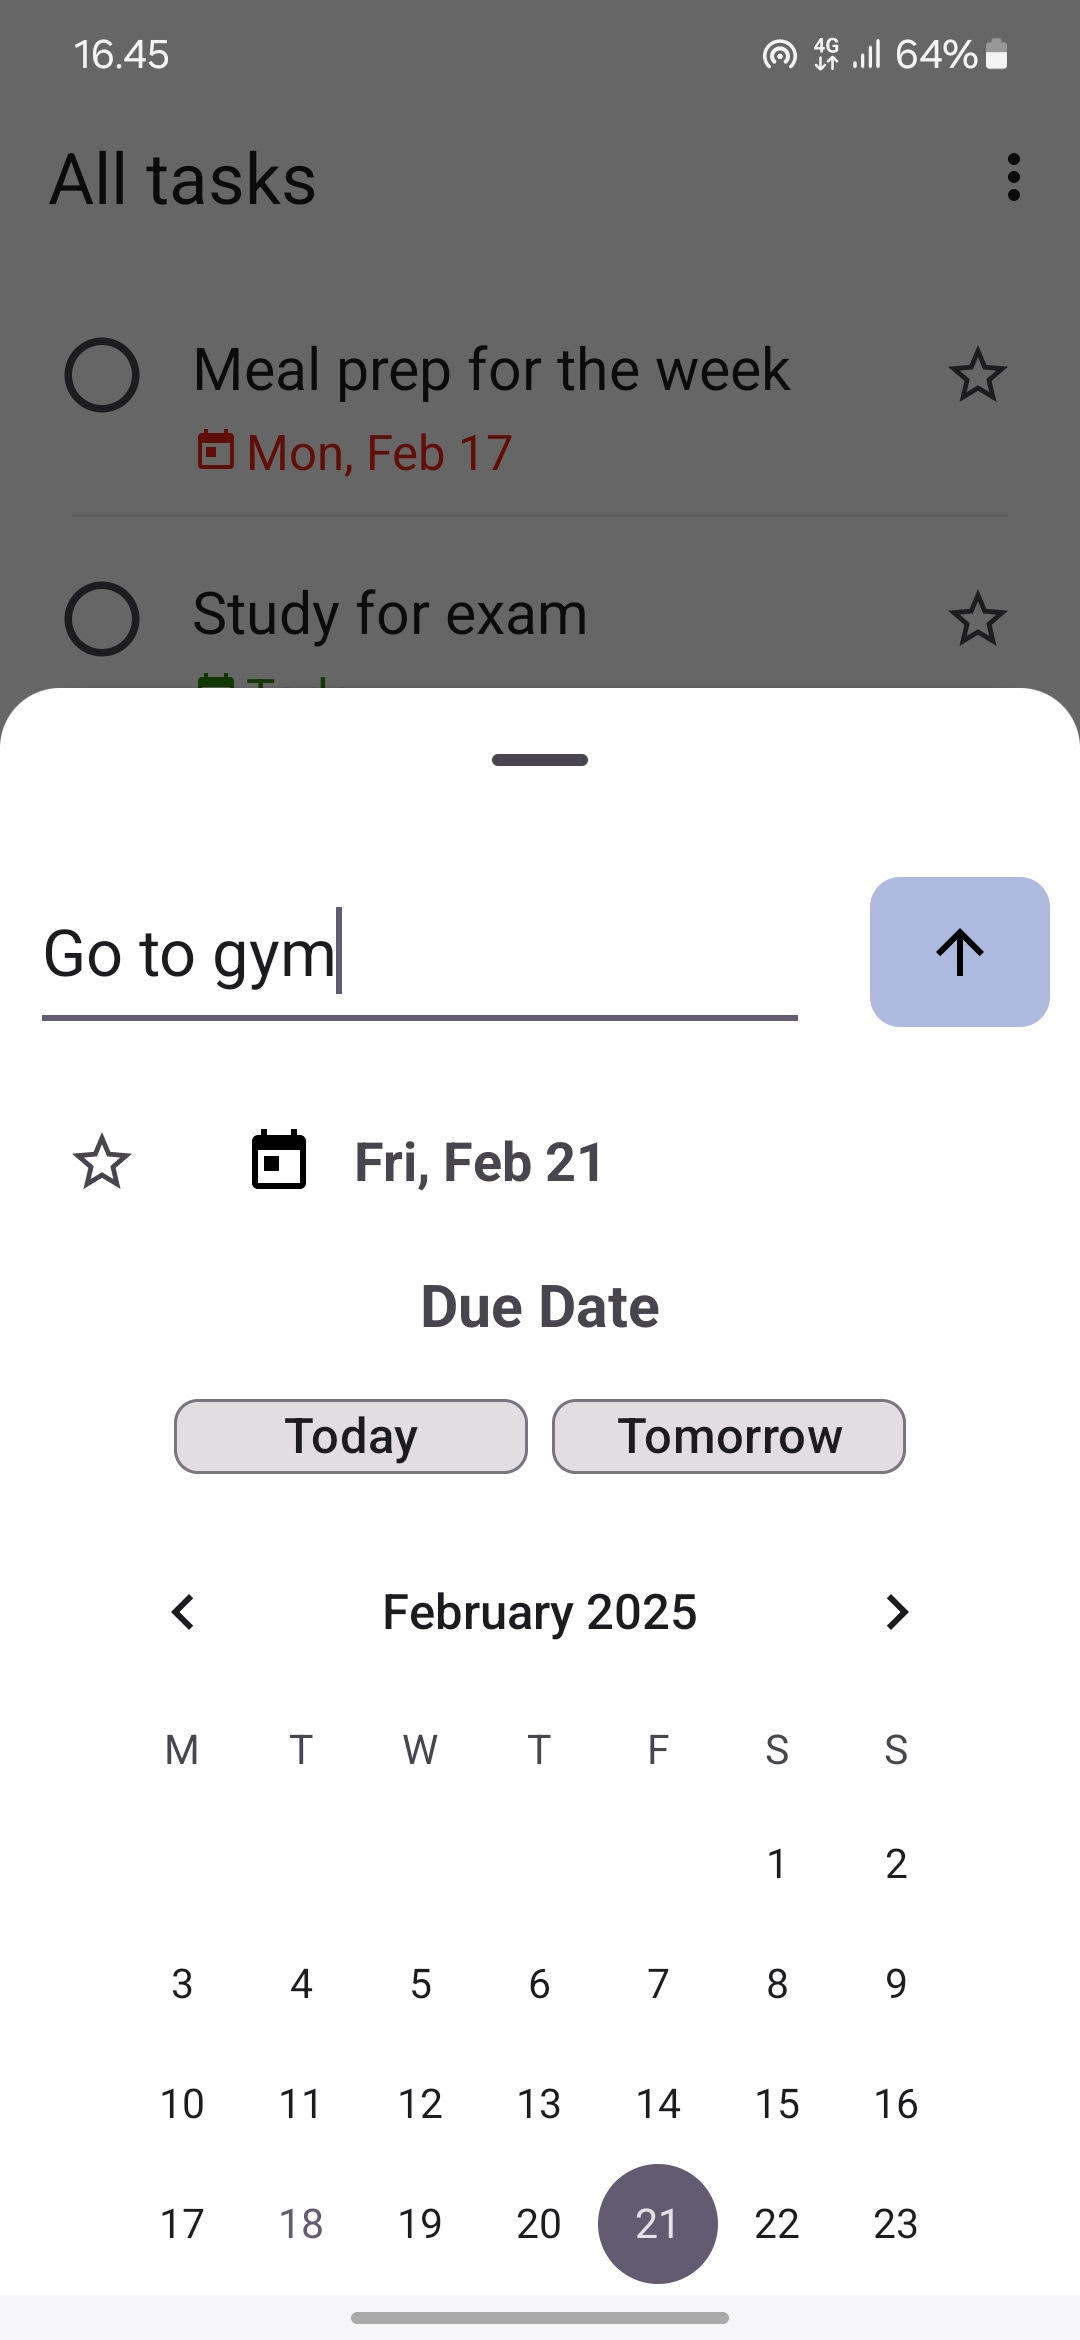 16.45 4G 64%
All tasks
Meal prep for the week
Mon, Feb 17
Study for exam
Go to gym
Fri, Feb 21
Due Date
Today Tomorrow
February 2025
M T W T F S S
1 2
3 4 5 6 7 8 9
10 11 12 13 14 15 16
17 18 19 20 21 22 23